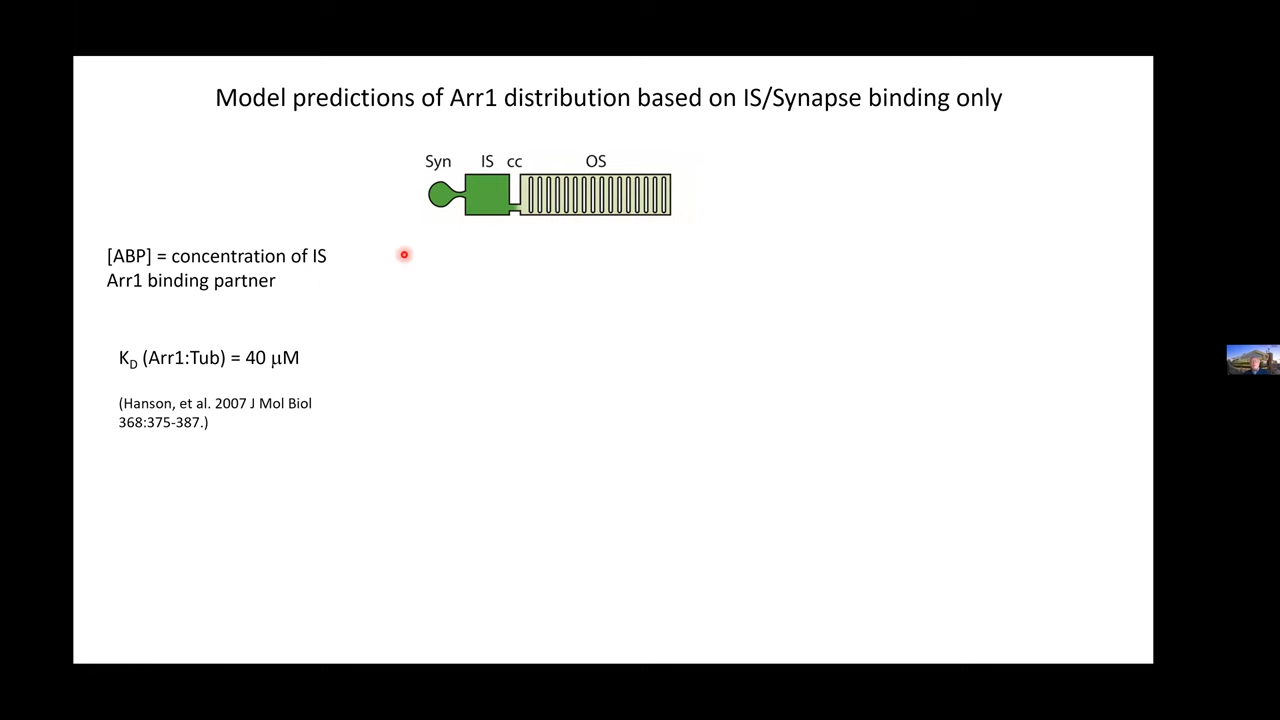 Model predictions of Arr1 distribution based on IS/Synapse binding only
Syn IS cc OS
[ABP] = concentration of IS
Arr1 binding partner
KD (Arr1:Tub) = 40 μM
(Hanson, et al. 2007 J Mol Biol
368:375-387.)